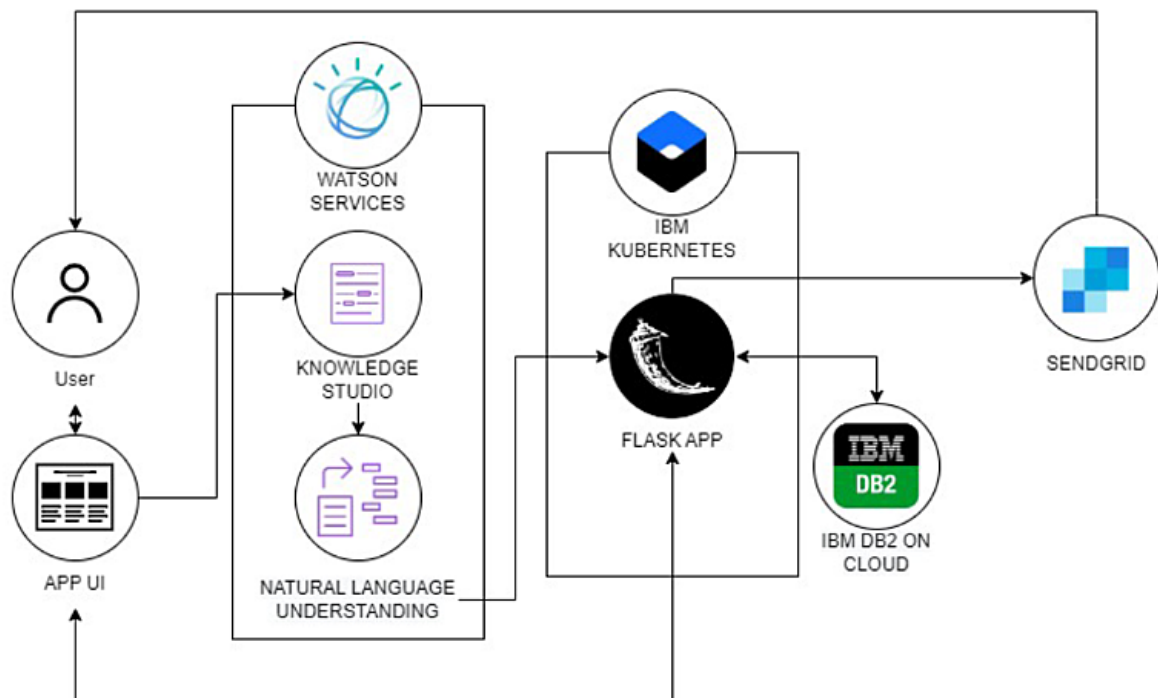 WATSON
SERVICES
IBM
KUBERNETES
User
KNOWLEDGE
STUDIO
SENDGRID
FLASK APP
IBM
DB2
APP UI
IBM DB2 ON
CLOUD
NATURAL LANGUAGE
UNDERSTANDING